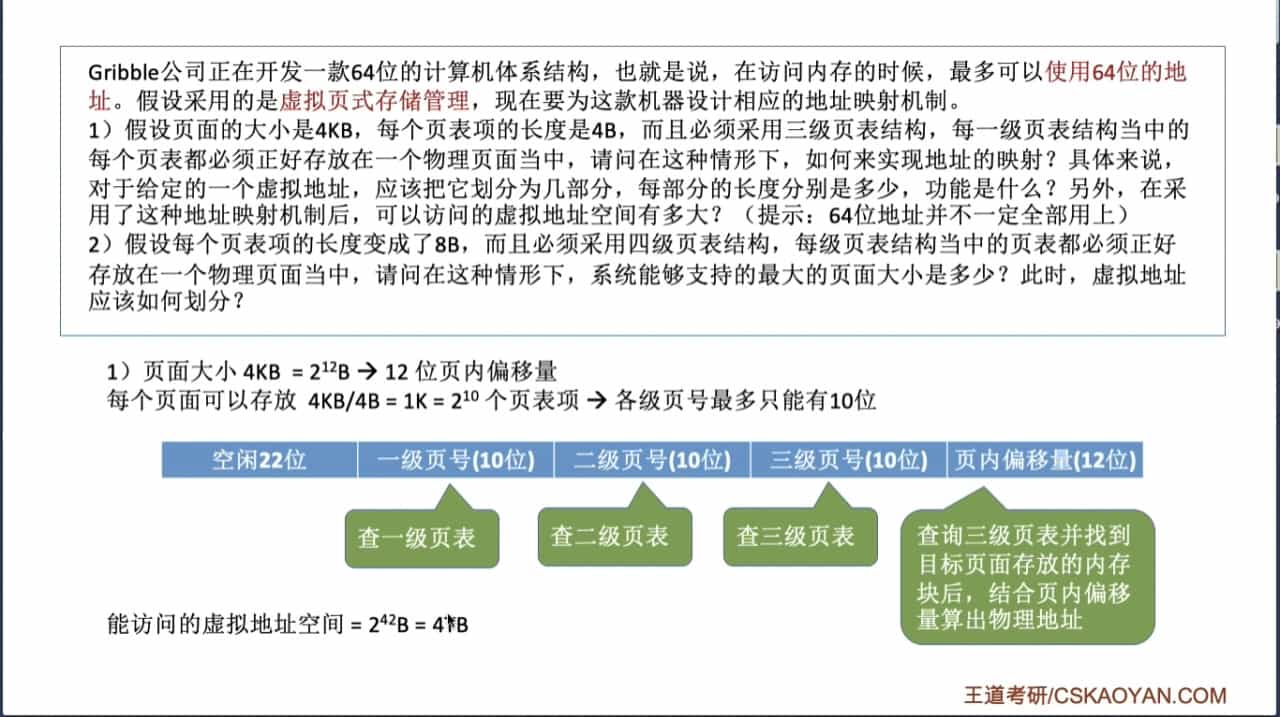 Gribble公司正在开发一款64位的计算机体系结构，也就是说，在访问内存的时候，最多可以使用64位的地
址。假设采用的是虚拟页式存储管理，现在要为这款机器设计相应的地址映射机制。
1）假设页面的大小是4KB，每个页表项的长度是4B，而且必须采用三级页表结构，每一级页表结构当中的
每个页表都必须正好存放在一个物理页面当中，请问在这种情形下，如何来实现地址的映射？具体来说，
对于给定的一个虚拟地址，应该把它划分为几部分，每部分的长度分别是多少，功能是什么？另外，在采
用了这种地址映射机制后，可以访问的虚拟地址空间有多大？（提示：64位地址并不一定全部用上）
2）假设每个页表项的长度变成了8B，而且必须采用四级页表结构，每级页表结构当中的页表都必须正好
存放在一个物理页面当中，请问在这种情形下，系统能够支持的最大的页面大小是多少？此时，虚拟地址
应该如何划分？
1）页面大小 4KB = 2¹²B → 12 位页内偏移量
每个页面可以存放 4KB/4B = 1K = 2¹⁰ 个页表项 → 各级页号最多只能有10位
空闲22位 一级页号(10位) 二级页号(10位) 三级页号(10位) 页内偏移量(12位)
查一级页表
查二级页表
查三级页表
查询三级页表并找到
目标页面存放的内存
块后，结合页内偏移
量算出物理地址
能访问的虚拟地址空间 = 2⁴²B = 4TB
王道考研/CSKAOYAN.COM